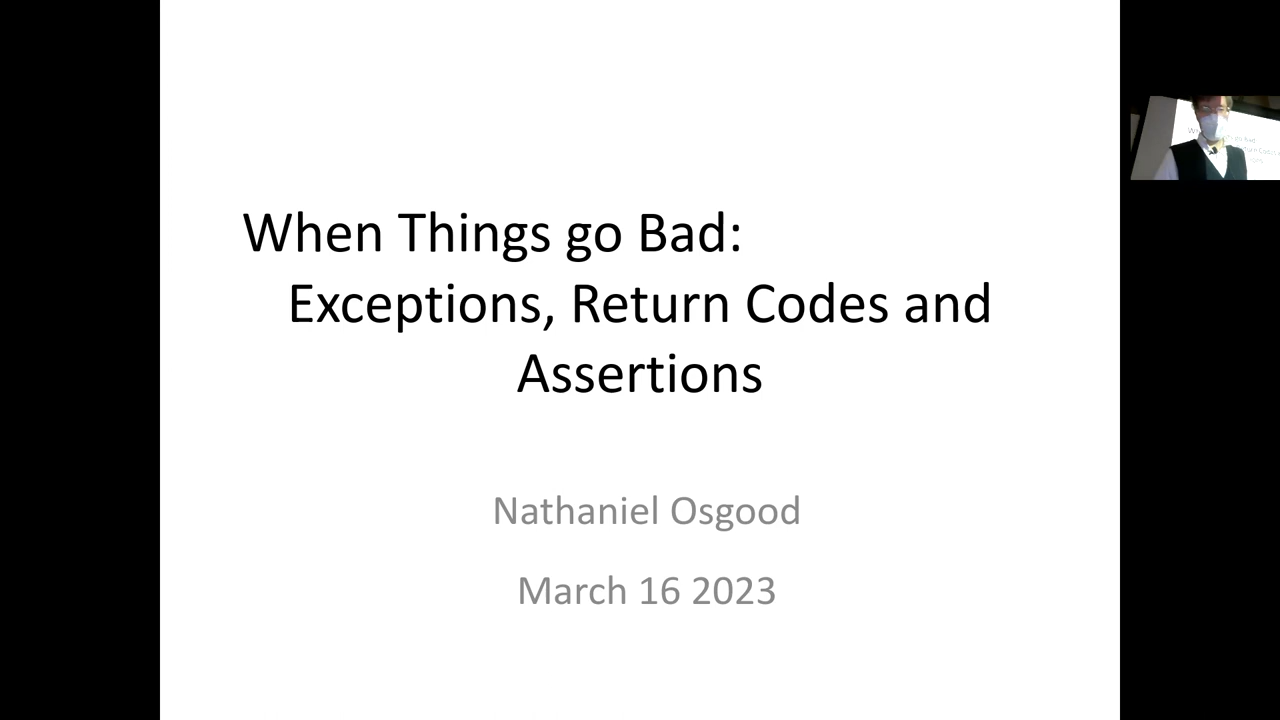 When Things go Bad:
Exceptions, Return Codes and
Assertions
Nathaniel Osgood
March 16 2023